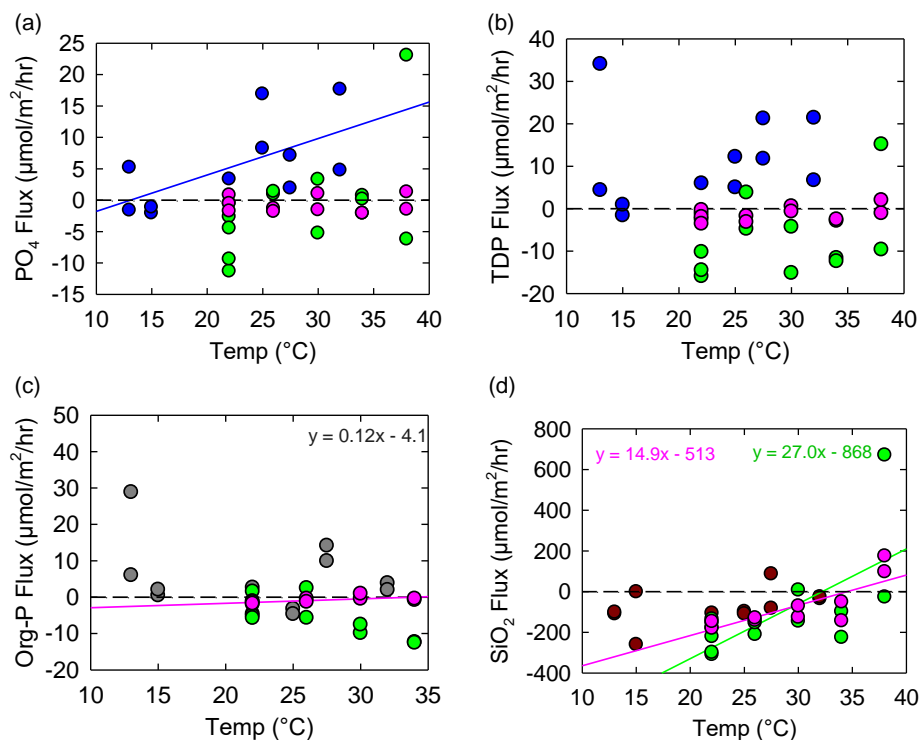 (a)
25
20
15
10
5
0
-5
-10
-15
PO4 Flux (µmol/m²/hr)
10 15 20 25 30 35 40
Temp (°C)
(b)
40
30
20
10
0
-10
-20
TDP Flux (µmol/m²/hr)
10 15 20 25 30 35 40
Temp (°C)
(c)
50
40
30
20
10
0
-10
-20
Org-P Flux (µmol/m²/hr)
y = 0.12x - 4.1
10 15 20 25 30 35
Temp (°C)
(d)
800
600
400
200
0
-200
-400
SiO2 Flux (µmol/m²/hr)
y = 14.9x - 513 y = 27.0x - 868
10 15 20 25 30 35 40
Temp (°C)